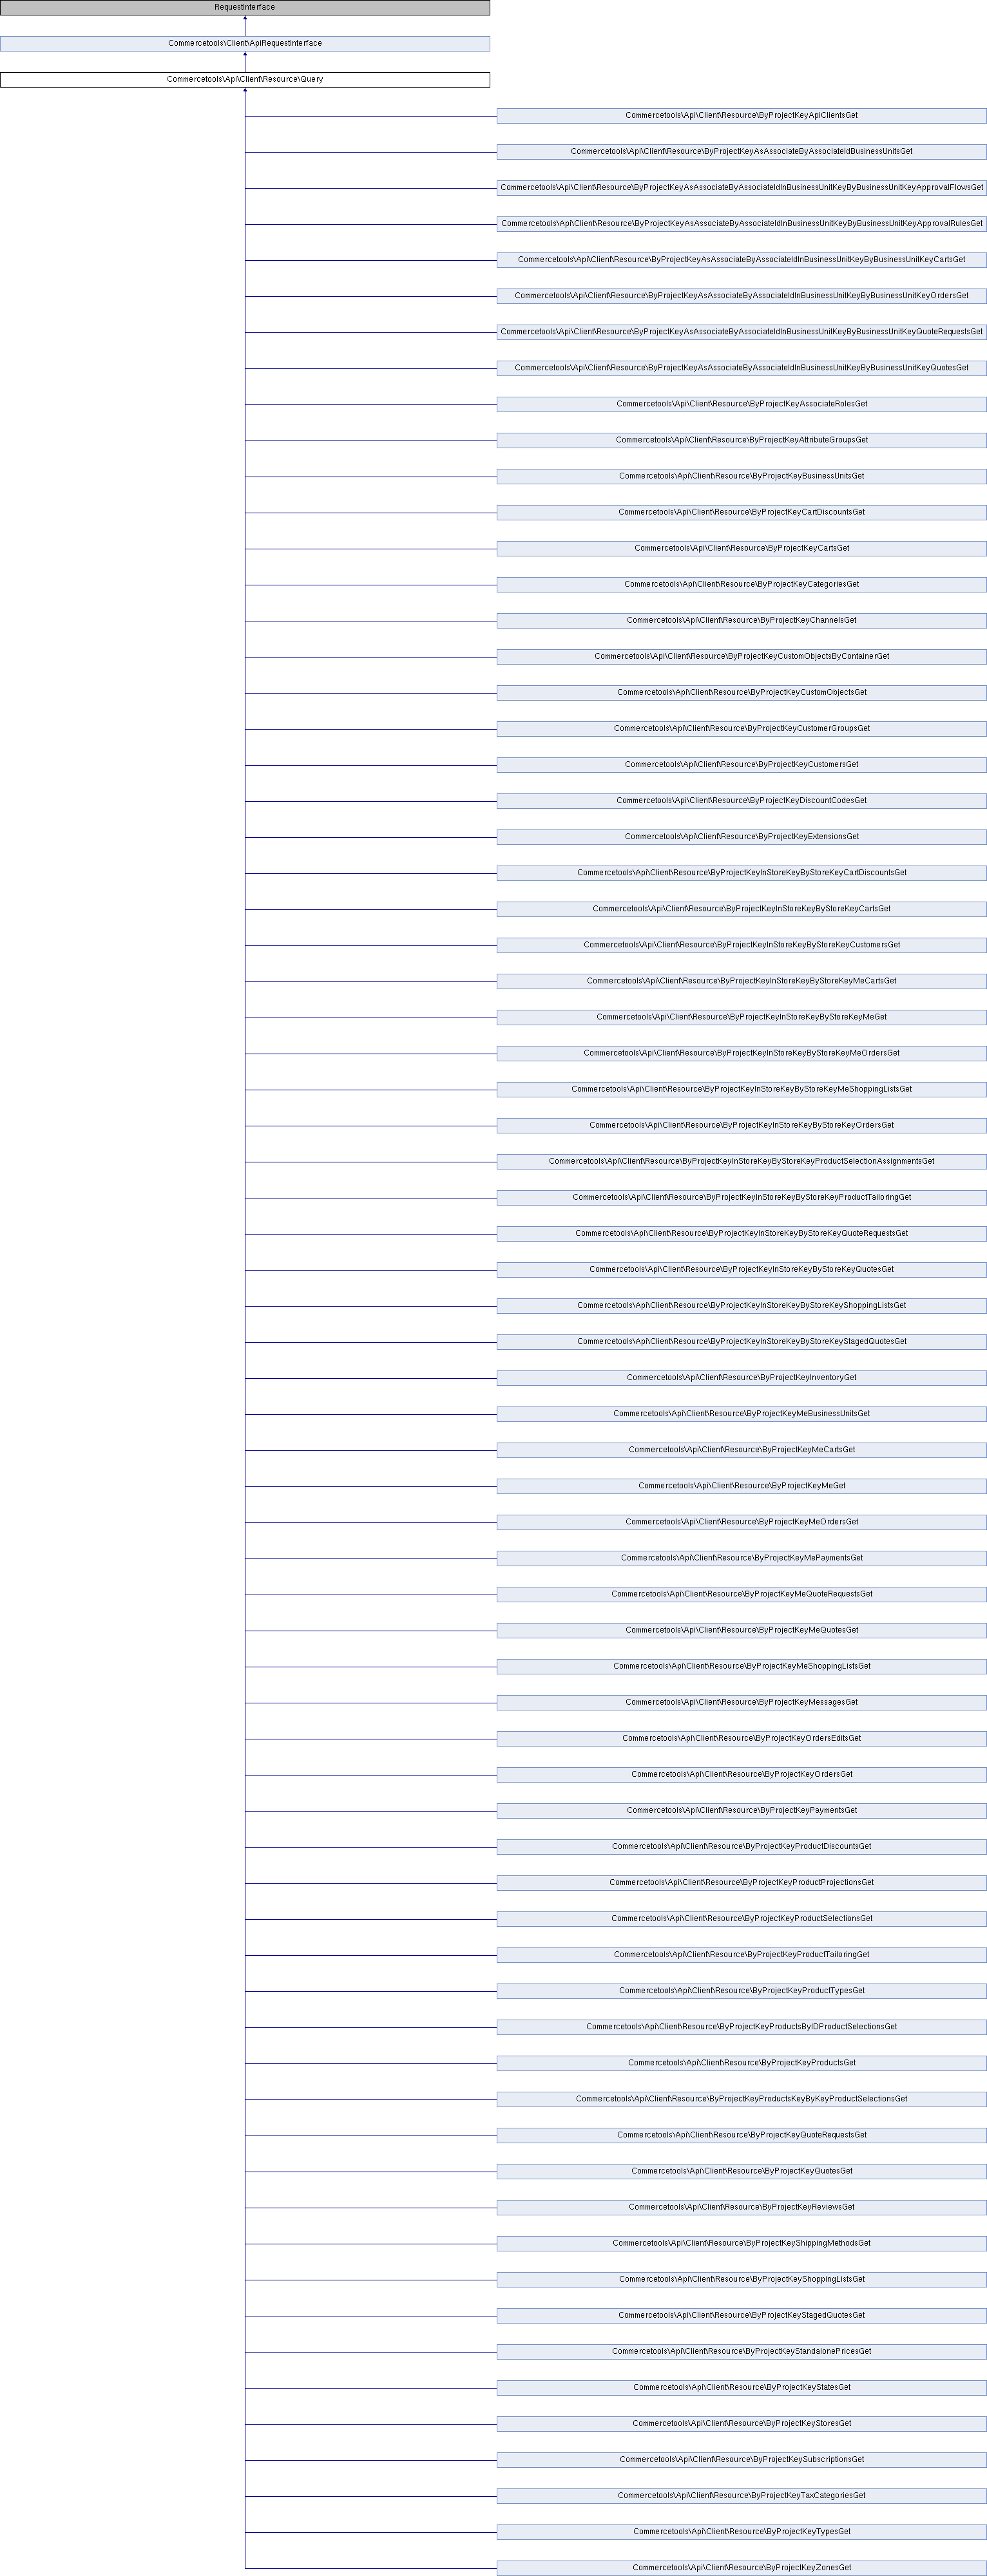 RequestInterface
Commercetools\Client\ApiRequestInterface
Commercetools\Api\Client\Resource\Query
Commercetools\Api\Client\Resource\ByProjectKeyApiClientsGet
Commercetools\Api\Client\Resource\ByProjectKeyAsAssociateByAssociateIdBusinessUnitsGet
Commercetools\Api\Client\Resource\ByProjectKeyAsAssociateByAssociateIdInBusinessUnitKeyByBusinessUnitKeyApprovalFlowsGet
Commercetools\Api\Client\Resource\ByProjectKeyAsAssociateByAssociateIdInBusinessUnitKeyByBusinessUnitKeyApprovalRulesGet
Commercetools\Api\Client\Resource\ByProjectKeyAsAssociateByAssociateIdInBusinessUnitKeyByBusinessUnitKeyCartsGet
Commercetools\Api\Client\Resource\ByProjectKeyAsAssociateByAssociateIdInBusinessUnitKeyByBusinessUnitKeyOrdersGet
Commercetools\Api\Client\Resource\ByProjectKeyAsAssociateByAssociateIdInBusinessUnitKeyByBusinessUnitKeyQuoteRequestsGet
Commercetools\Api\Client\Resource\ByProjectKeyAsAssociateByAssociateIdInBusinessUnitKeyByBusinessUnitKeyQuotesGet
Commercetools\Api\Client\Resource\ByProjectKeyAssociateRolesGet
Commercetools\Api\Client\Resource\ByProjectKeyAttributeGroupsGet
Commercetools\Api\Client\Resource\ByProjectKeyBusinessUnitsGet
Commercetools\Api\Client\Resource\ByProjectKeyCartDiscountsGet
Commercetools\Api\Client\Resource\ByProjectKeyCartsGet
Commercetools\Api\Client\Resource\ByProjectKeyCategoriesGet
Commercetools\Api\Client\Resource\ByProjectKeyChannelsGet
Commercetools\Api\Client\Resource\ByProjectKeyCustomObjectsByContainerGet
Commercetools\Api\Client\Resource\ByProjectKeyCustomObjectsGet
Commercetools\Api\Client\Resource\ByProjectKeyCustomerGroupsGet
Commercetools\Api\Client\Resource\ByProjectKeyCustomersGet
Commercetools\Api\Client\Resource\ByProjectKeyDiscountCodesGet
Commercetools\Api\Client\Resource\ByProjectKeyExtensionsGet
Commercetools\Api\Client\Resource\ByProjectKeyInStoreKeyByStoreKeyCartDiscountsGet
Commercetools\Api\Client\Resource\ByProjectKeyInStoreKeyByStoreKeyCartsGet
Commercetools\Api\Client\Resource\ByProjectKeyInStoreKeyByStoreKeyCustomersGet
Commercetools\Api\Client\Resource\ByProjectKeyInStoreKeyByStoreKeyMeCartsGet
Commercetools\Api\Client\Resource\ByProjectKeyInStoreKeyByStoreKeyMeGet
Commercetools\Api\Client\Resource\ByProjectKeyInStoreKeyByStoreKeyMeOrdersGet
Commercetools\Api\Client\Resource\ByProjectKeyInStoreKeyByStoreKeyMeShoppingListsGet
Commercetools\Api\Client\Resource\ByProjectKeyInStoreKeyByStoreKeyOrdersGet
Commercetools\Api\Client\Resource\ByProjectKeyInStoreKeyByStoreKeyProductSelectionAssignmentsGet
Commercetools\Api\Client\Resource\ByProjectKeyInStoreKeyByStoreKeyProductTailoringGet
Commercetools\Api\Client\Resource\ByProjectKeyInStoreKeyByStoreKeyQuoteRequestsGet
Commercetools\Api\Client\Resource\ByProjectKeyInStoreKeyByStoreKeyQuotesGet
Commercetools\Api\Client\Resource\ByProjectKeyInStoreKeyByStoreKeyShoppingListsGet
Commercetools\Api\Client\Resource\ByProjectKeyInStoreKeyByStoreKeyStagedQuotesGet
Commercetools\Api\Client\Resource\ByProjectKeyInventoryGet
Commercetools\Api\Client\Resource\ByProjectKeyMeBusinessUnitsGet
Commercetools\Api\Client\Resource\ByProjectKeyMeCartsGet
Commercetools\Api\Client\Resource\ByProjectKeyMeGet
Commercetools\Api\Client\Resource\ByProjectKeyMeOrdersGet
Commercetools\Api\Client\Resource\ByProjectKeyMePaymentsGet
Commercetools\Api\Client\Resource\ByProjectKeyMeQuoteRequestsGet
Commercetools\Api\Client\Resource\ByProjectKeyMeQuotesGet
Commercetools\Api\Client\Resource\ByProjectKeyMeShoppingListsGet
Commercetools\Api\Client\Resource\ByProjectKeyMessagesGet
Commercetools\Api\Client\Resource\ByProjectKeyOrdersEditsGet
Commercetools\Api\Client\Resource\ByProjectKeyOrdersGet
Commercetools\Api\Client\Resource\ByProjectKeyPaymentsGet
Commercetools\Api\Client\Resource\ByProjectKeyProductDiscountsGet
Commercetools\Api\Client\Resource\ByProjectKeyProductProjectionsGet
Commercetools\Api\Client\Resource\ByProjectKeyProductSelectionsGet
Commercetools\Api\Client\Resource\ByProjectKeyProductTailoringGet
Commercetools\Api\Client\Resource\ByProjectKeyProductTypesGet
Commercetools\Api\Client\Resource\ByProjectKeyProductsByIDProductSelectionsGet
Commercetools\Api\Client\Resource\ByProjectKeyProductsGet
Commercetools\Api\Client\Resource\ByProjectKeyProductsKeyByKeyProductSelectionsGet
Commercetools\Api\Client\Resource\ByProjectKeyQuoteRequestsGet
Commercetools\Api\Client\Resource\ByProjectKeyQuotesGet
Commercetools\Api\Client\Resource\ByProjectKeyReviewsGet
Commercetools\Api\Client\Resource\ByProjectKeyShippingMethodsGet
Commercetools\Api\Client\Resource\ByProjectKeyShoppingListsGet
Commercetools\Api\Client\Resource\ByProjectKeyStagedQuotesGet
Commercetools\Api\Client\Resource\ByProjectKeyStandalonePricesGet
Commercetools\Api\Client\Resource\ByProjectKeyStatesGet
Commercetools\Api\Client\Resource\ByProjectKeyStoresGet
Commercetools\Api\Client\Resource\ByProjectKeySubscriptionsGet
Commercetools\Api\Client\Resource\ByProjectKeyTaxCategoriesGet
Commercetools\Api\Client\Resource\ByProjectKeyTypesGet
Commercetools\Api\Client\Resource\ByProjectKeyZonesGet